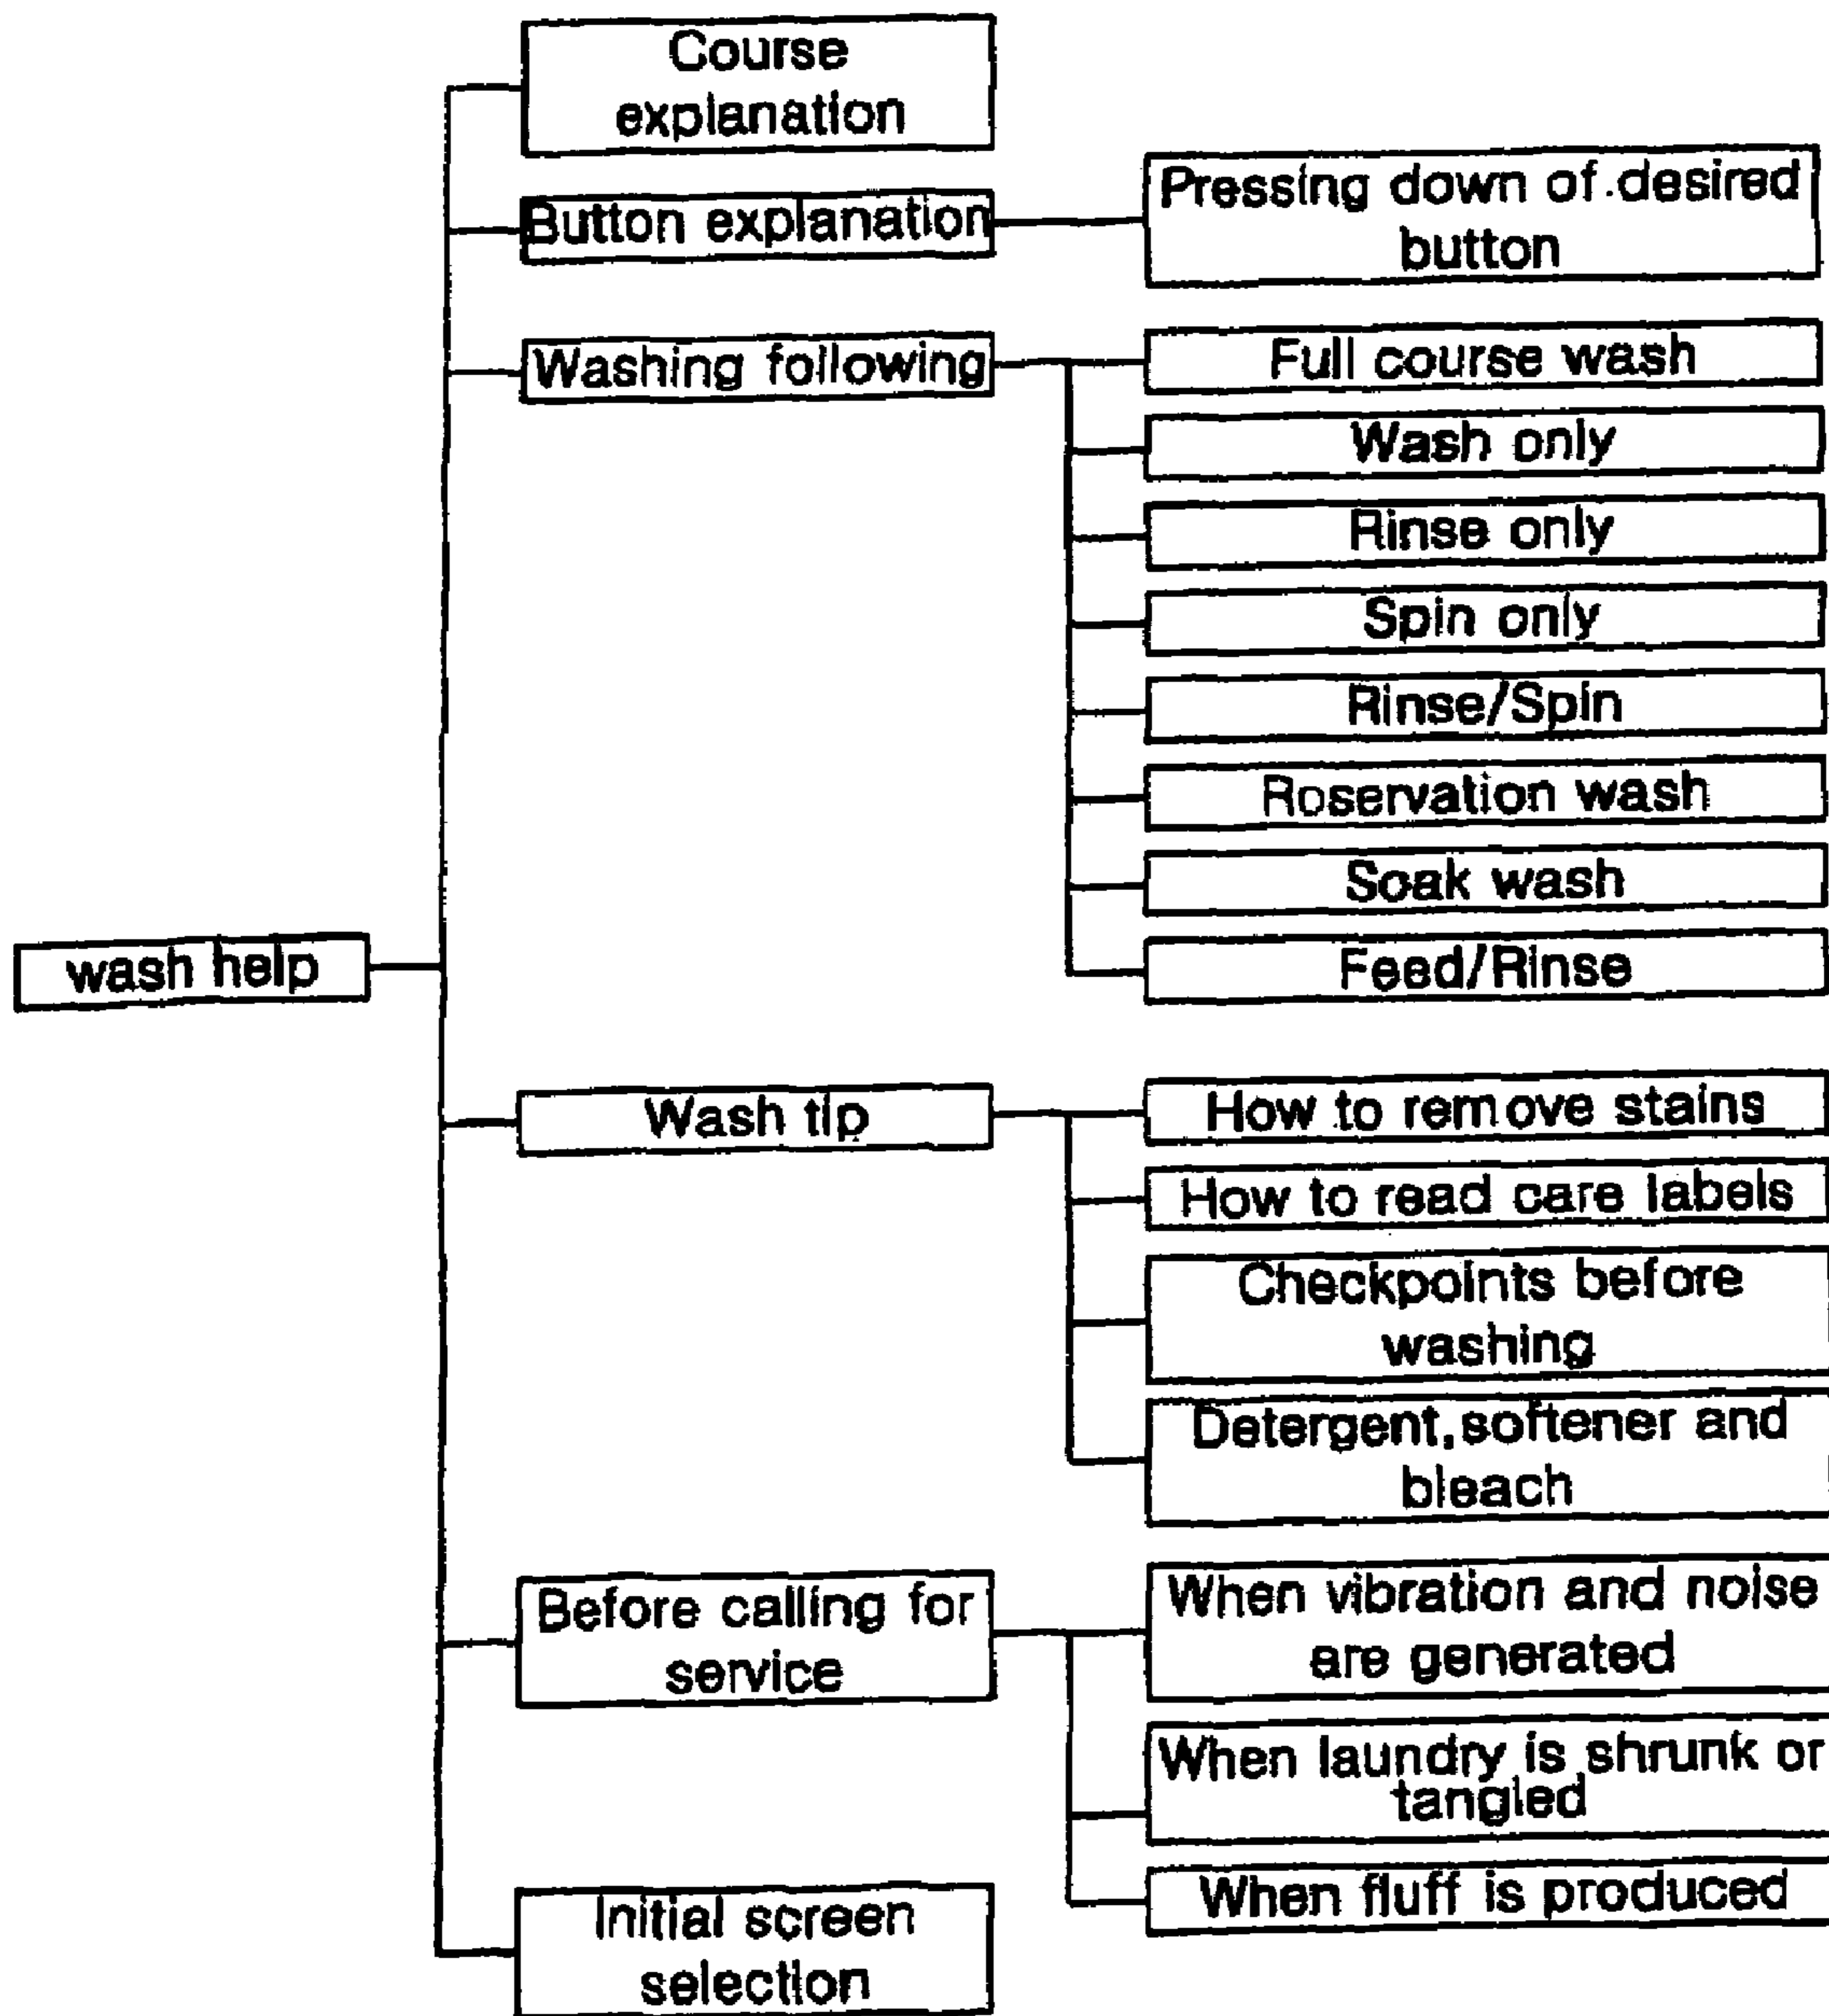 Course
explanation
Button explanation
Pressing down of desired
button
Washing following
Full course wash
Wash only
Rinse only
Spin only
Rinse/Spin
Roservation wash
Soak wash
Feed/Rinse
wash help
Wash tip
How to remove stains
How to read care labels
Checkpoints before
washing
Detergent,softener and
bleach
Before calling for
service
When vibration and noise
are generated
When laundry is shrunk or
tangled
When fluff is produced
Initial screen
selection